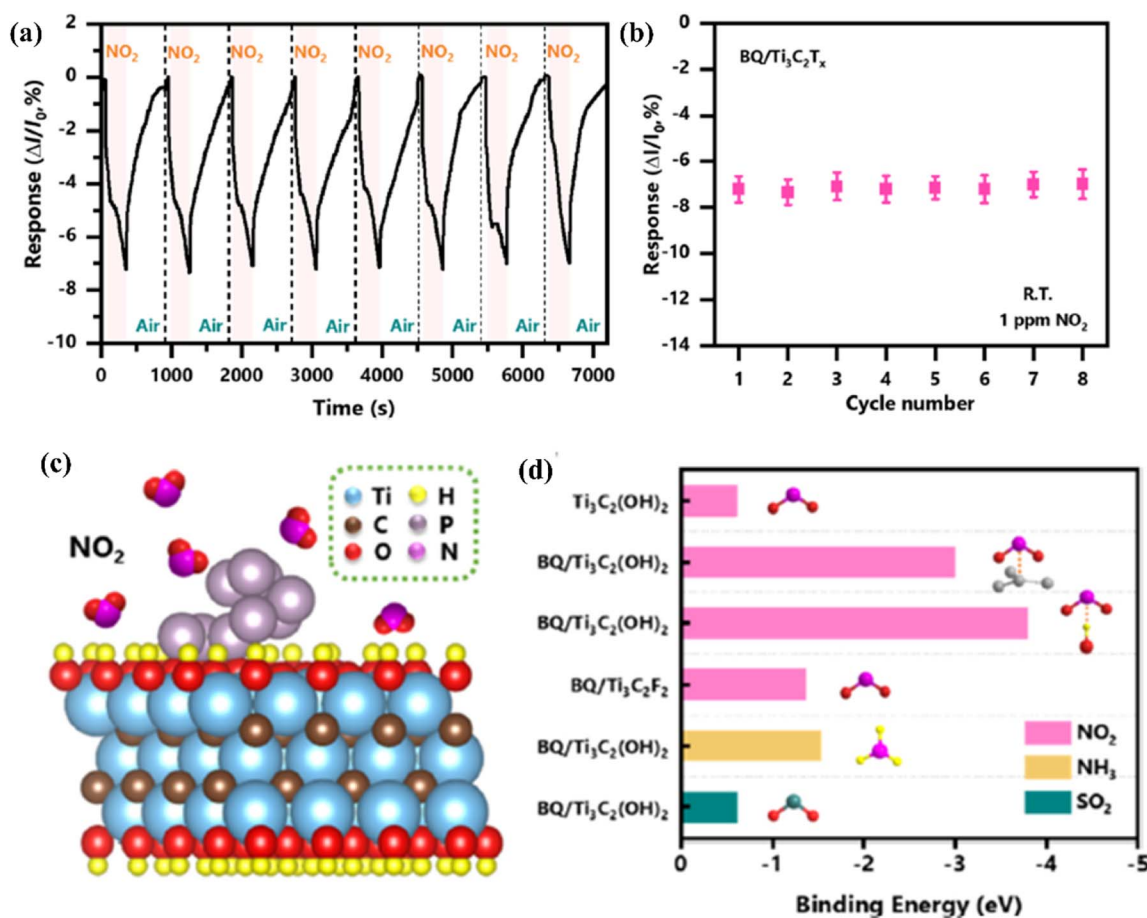 (a)
NO₂ NO₂ NO₂ NO₂ NO₂ NO₂ NO₂ NO₂
Response (ΔI/I₀,%)
2
0
-2
-4
-6
-8
-10
Air Air Air Air Air Air Air Air
0 1000 2000 3000 4000 5000 6000 7000
Time (s)
(b)
BQ/Ti₃C₂Tₓ
Response (ΔI/I₀,%)
0
-2
-4
-6
-8
-10
-12
-14
R.T.
1 ppm NO₂
1 2 3 4 5 6 7 8
Cycle number
(c)
NO₂
Ti H
C P
O N
(d)
Ti₃C₂(OH)₂
BQ/Ti₃C₂(OH)₂
BQ/Ti₃C₂(OH)₂
BQ/Ti₃C₂F₂
BQ/Ti₃C₂(OH)₂
BQ/Ti₃C₂(OH)₂
NO₂
NH₃
SO₂
0 -1 -2 -3 -4 -5
Binding Energy (eV)